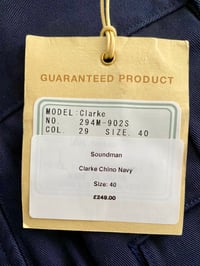 GUARANTEED PRODUCT
MODEL:Clarke
NO. 294M-902S
COL. 29 SIZE. 40
Soundman
Clarke Chino Navy
Size: 40
£249.00